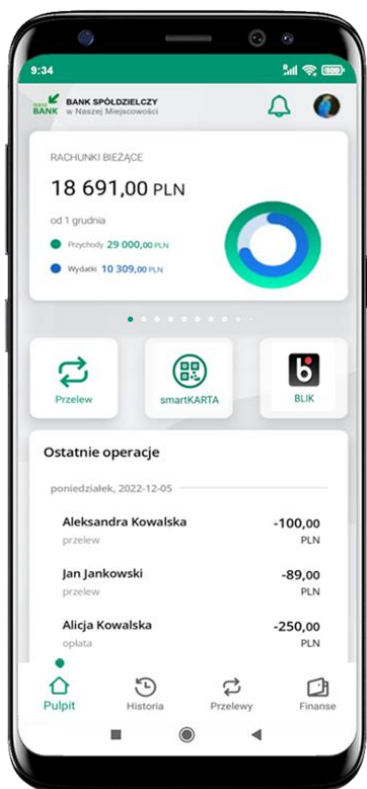 9:34
nasz BANK
BANK SPÓŁDZIELCZY
w Naszej Miejscowości
RACHUNKI BIEŻĄCE
18 691,00 PLN
od 1 grudnia
Przychody 29 000,00 PLN
Wydatki 10 309,00 PLN
Przelew
smartKARTA
BLIK
Ostatnie operacje
poniedziałek, 2022-12-05
Aleksandra Kowalska -100,00
przelew PLN
Jan Jankowski -89,00
przelew PLN
Alicja Kowalska -250,00
opłata PLN
Pulpit Historia Przelewy Finanse